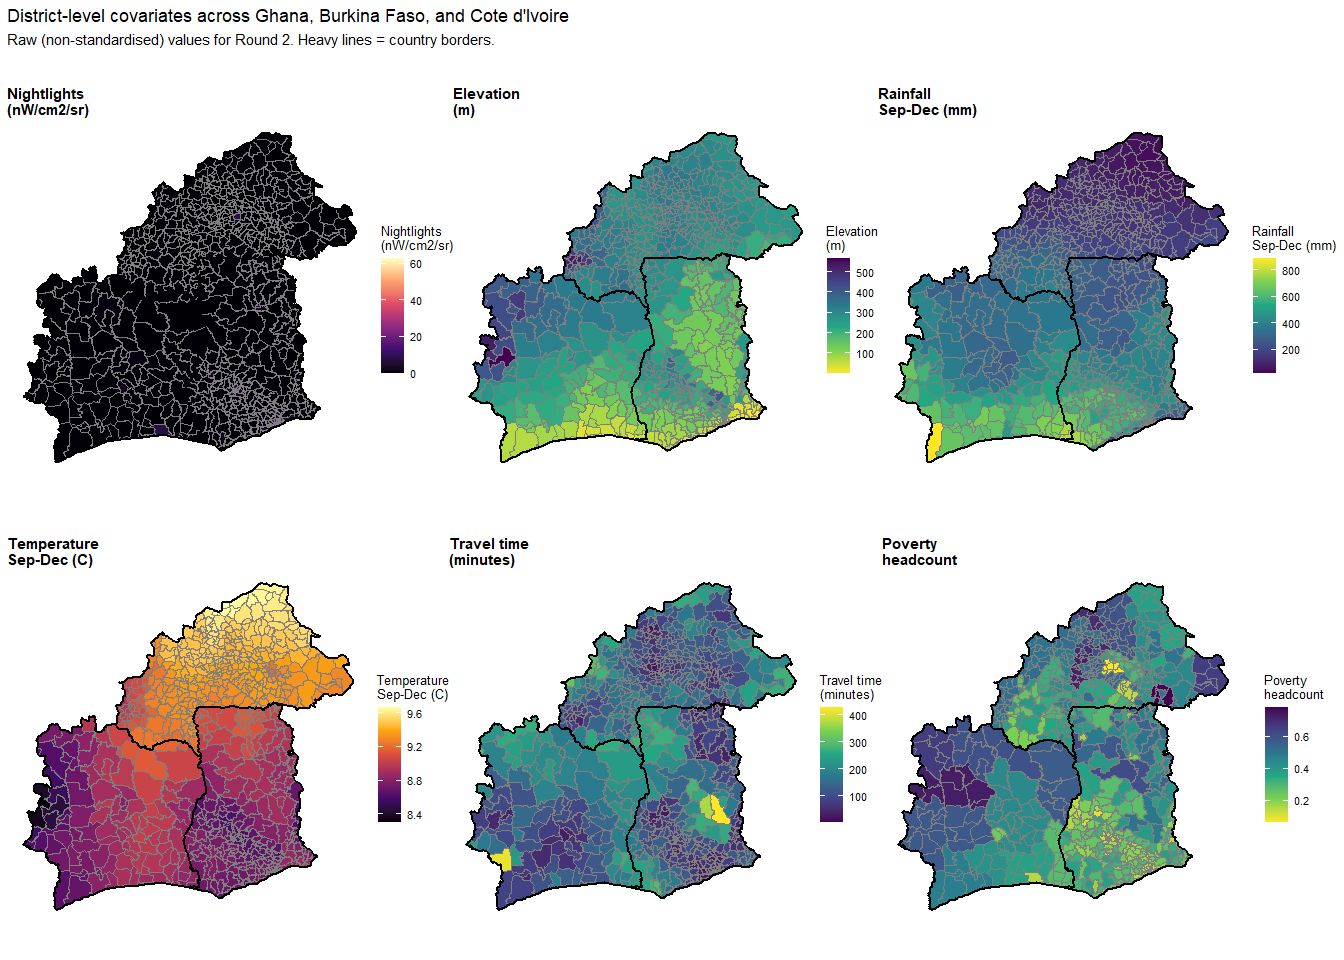 District-level covariates across Ghana, Burkina Faso, and Cote d'Ivoire
Raw (non-standardised) values for Round 2. Heavy lines = country borders.
Nightlights
(nW/cm2/sr)
Nightlights
(nW/cm2/sr)
60
40
20
0
Elevation
(m)
Elevation
(m)
500
400
300
200
100
Rainfall
Sep-Dec (mm)
Rainfall
Sep-Dec (mm)
800
600
400
200
Temperature
Sep-Dec (C)
Temperature
Sep-Dec (C)
9.6
9.2
8.8
8.4
Travel time
(minutes)
Travel time
(minutes)
400
300
200
100
Poverty
headcount
Poverty
headcount
0.6
0.4
0.2